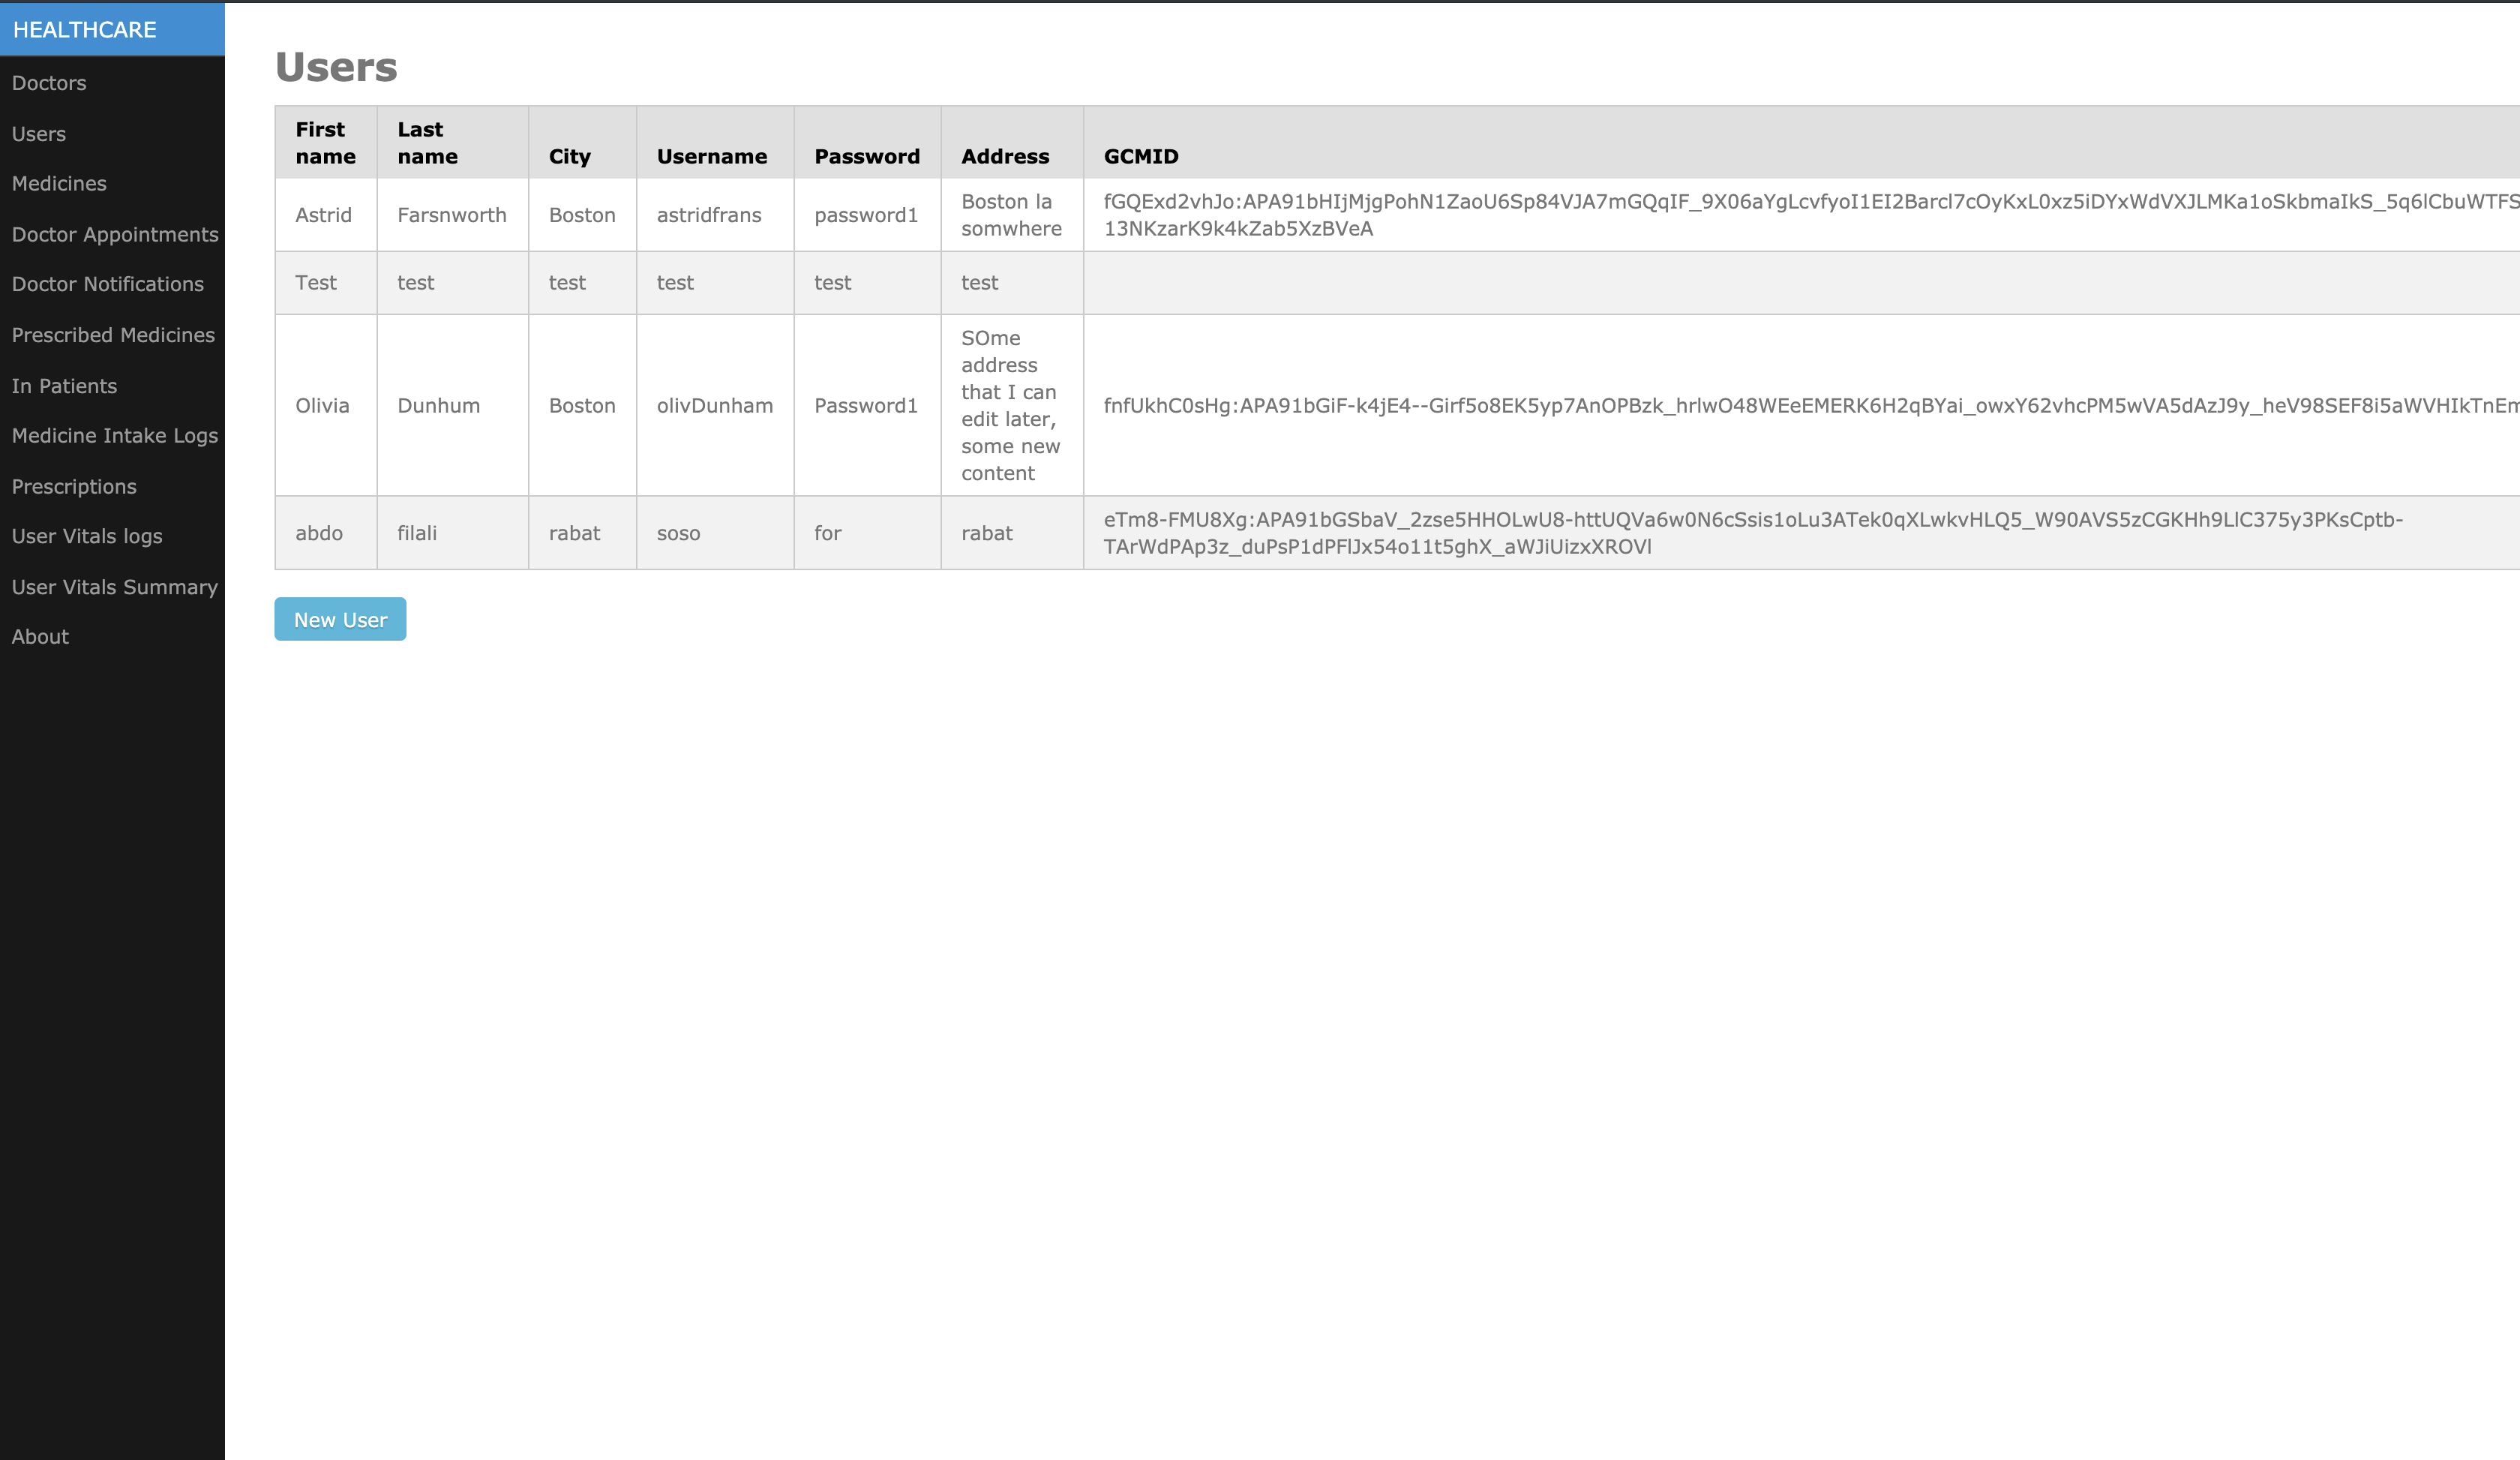 HEALTHCARE
Doctors
Users
Medicines
Doctor Appointments
Doctor Notifications
Prescribed Medicines
In Patients
Medicine Intake Logs
Prescriptions
User Vitals logs
User Vitals Summary
About
Users
First name Last name City Username Password Address GCMID
Astrid Farsnworth Boston astridfrans password1 Boston la somwhere fGQExd2vhJo:APA91bHIjMjgPohN1ZaoU6Sp84VJA7mGQqIF_9X06aYgLcvfyoI1EI2Barcl7cOyKxL0xz5iDYxWdVXJLMKa1oSkbmaIkS_5q6lCbuWTFS
13NKzarK9k4kZab5XzBVeA
Test test test test test test
Olivia Dunhum Boston olivDunham Password1 SOme address that I can edit later, some new content fnfUkhC0sHg:APA91bGiF-k4jE4--Girf5o8EK5yp7AnOPBzk_hrlwO48WEeEMERK6H2qBYai_owxY62vhcPM5wVA5dAzJ9y_heV98SEF8i5aWVHIkTnEm
abdo filali rabat soso for rabat eTm8-FMU8Xg:APA91bGSbaV_2zse5HHOLwU8-httUQVa6w0N6cSsis1oLu3ATek0qXLwkvHLQ5_W90AVS5zCGKHh9LlC375y3PKsCptb-
TArWdPAp3z_duPsP1dPFlJx54o11t5ghX_aWJiUizxXROVl
New User